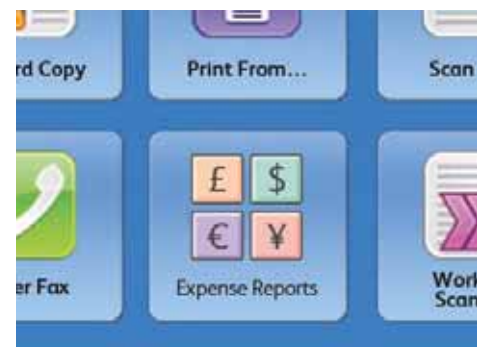 rd Copy
Print From...
Scan
£ $
€ ¥
er Fax
Expense Reports
Work
Scan